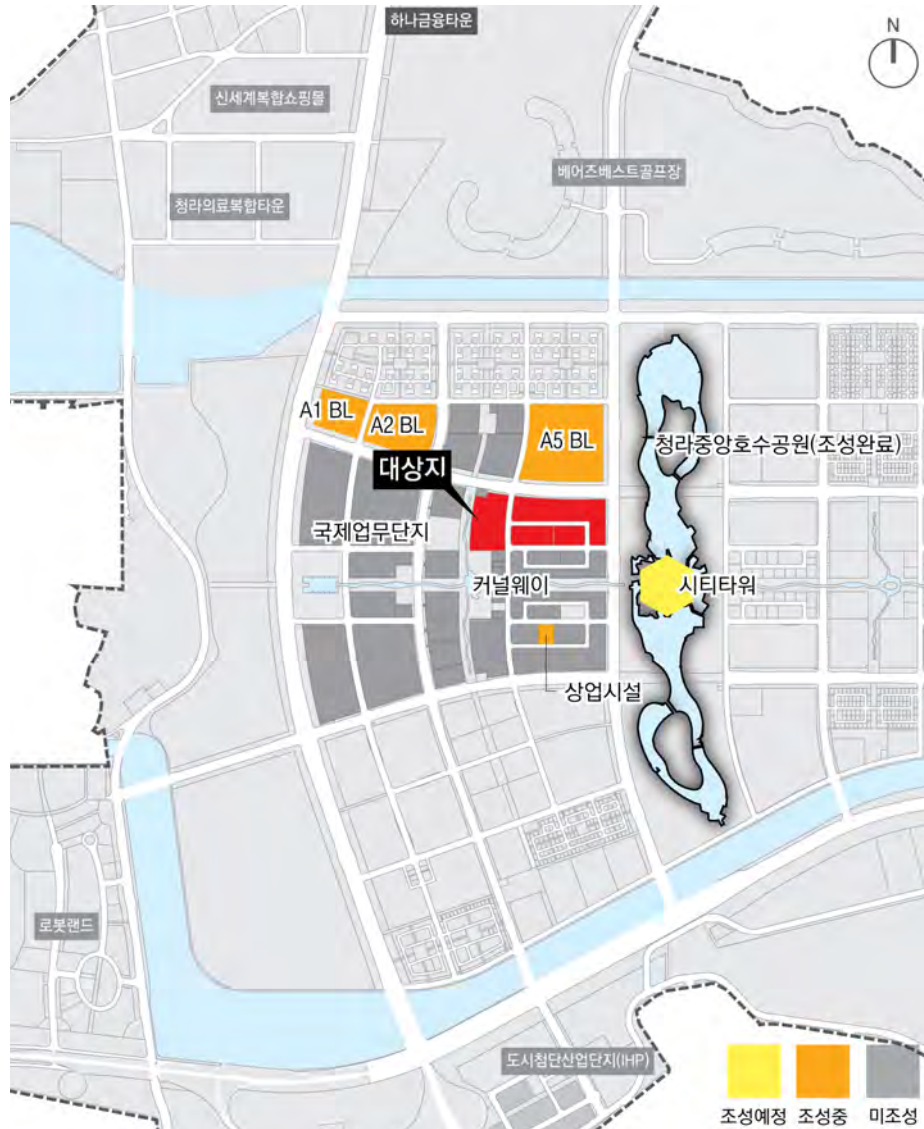 하나금융타운
N
신세계복합쇼핑몰
베어즈베스트골프장
청라의료복합타운
A1 BL
A2 BL
A5 BL
청라중앙호수공원(조성완료)
대상지
국제업무단지
커널웨이
시티타워
상업시설
로봇랜드
도시첨단산업단지(IHP)
조성예정 조성중 미조성